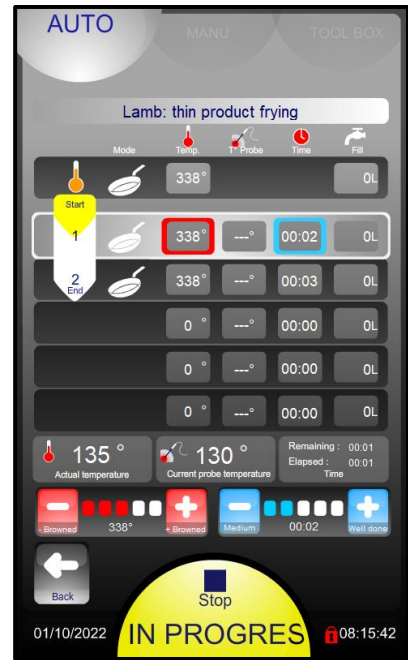 AUTO MANU TOOL BOX
Lamb: thin product frying
Mode Temp. T° Probe Time Fill
338° 0L
Start
1 338° ---° 00:02 0L
2 338° ---° 00:03 0L
End
0 ° ---° 00:00 0L
0 ° ---° 00:00 0L
0 ° ---° 00:00 0L
135 ° 130 ° Remaining : 00:01
Elapsed : 00:01
Actual temperature Current probe temperature Time
- Browned 338° + Browned Medium 00:02 Well done
Back
Stop
01/10/2022 IN PROGRES 08:15:42